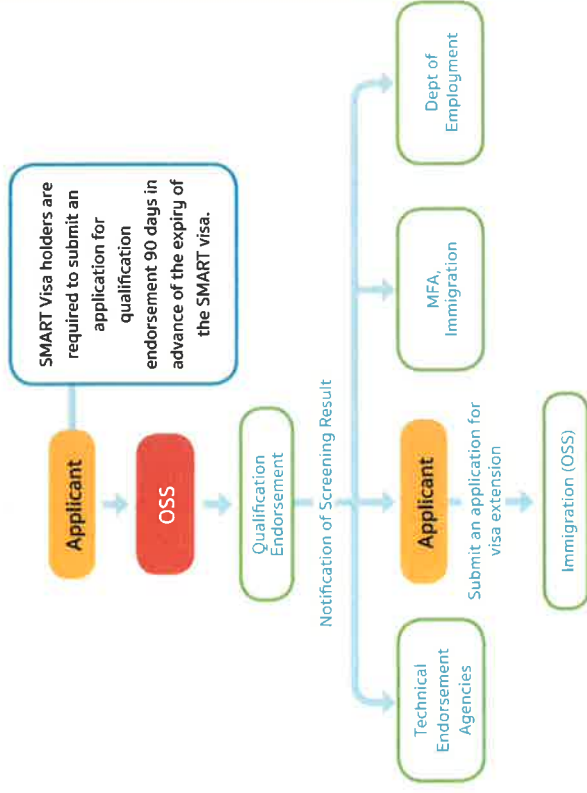 Applicant
SMART Visa holders are
required to submit an
application for
qualification
endorsement 90 days in
advance of the expiry of
the SMART visa.
OSS
Qualification
Endorsement
Notification of Screening Result
Technical
Endorsement
Agencies
Applicant
MFA,
Immigration
Dept of
Employment
Submit an application for
visa extension
Immigration (OSS)